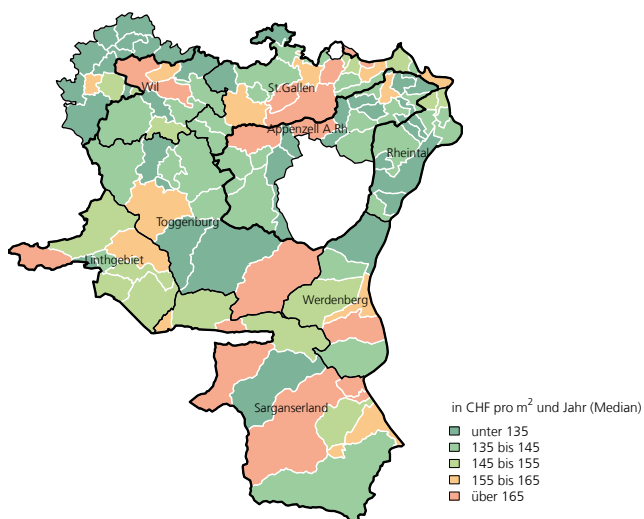 Wil
St.Gallen
Appenzell A.Rh.
Rheintal
Toggenburg
Linthgebiet
Werdenberg
Sarganserland
in CHF pro m² und Jahr (Median)
unter 135
135 bis 145
145 bis 155
155 bis 165
über 165